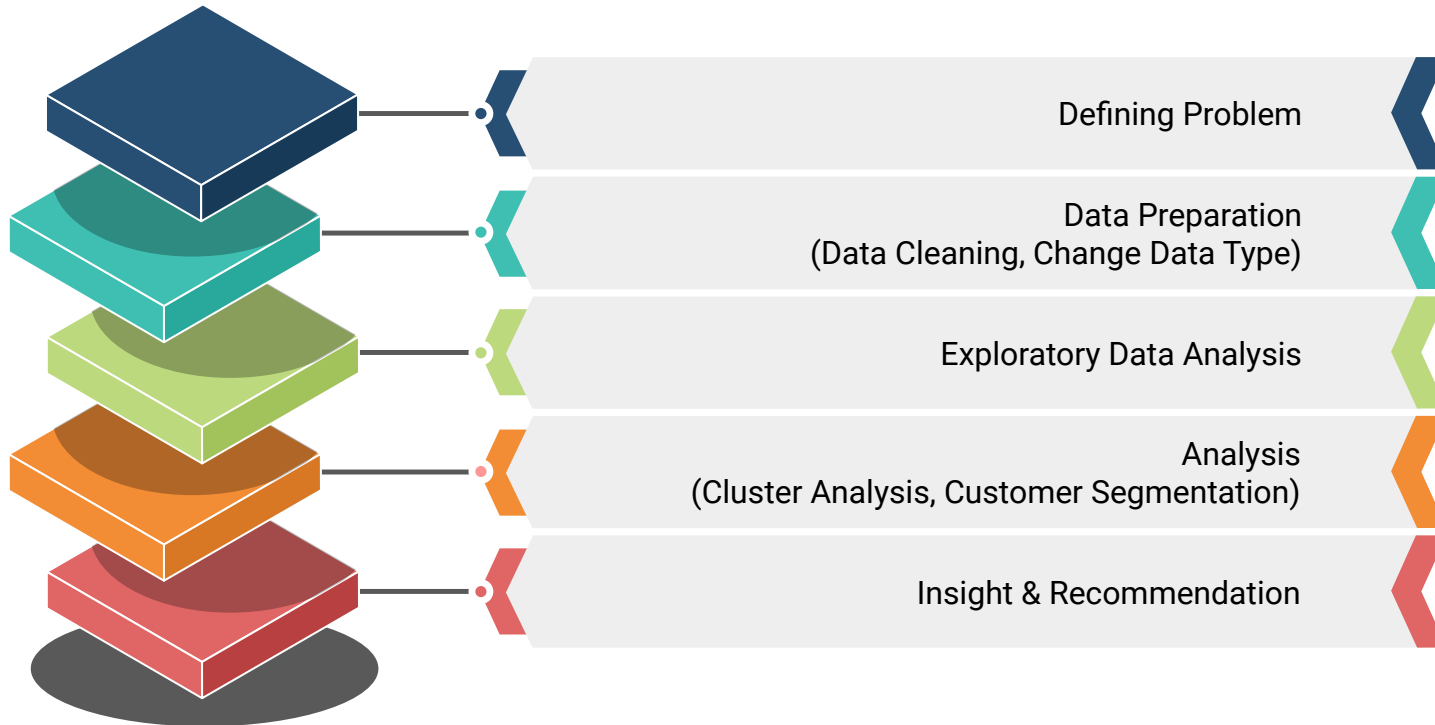 Defining Problem
Data Preparation
(Data Cleaning, Change Data Type)
Exploratory Data Analysis
Analysis
(Cluster Analysis, Customer Segmentation)
Insight & Recommendation